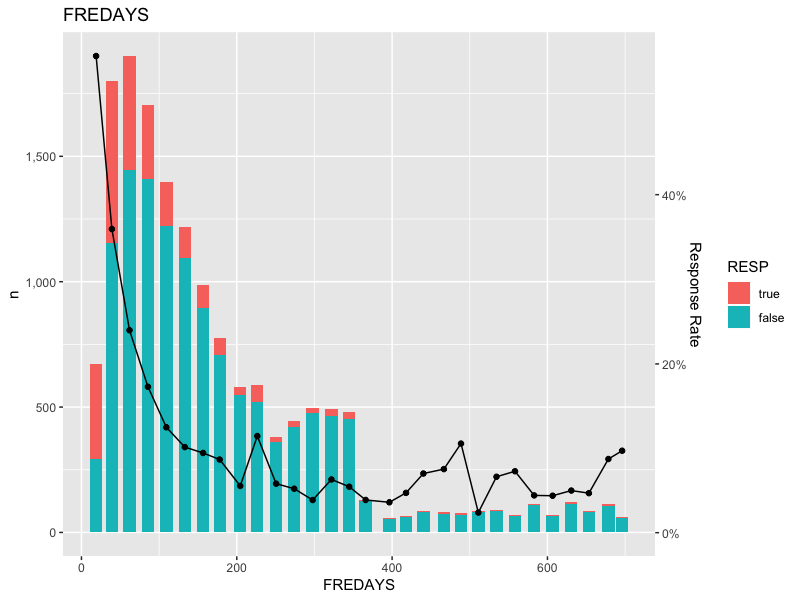 FREDAYS
n
1,500
1,000
500
0
0
200
400
600
FREDAYS
40%
20%
0%
Response Rate
RESP
true
false